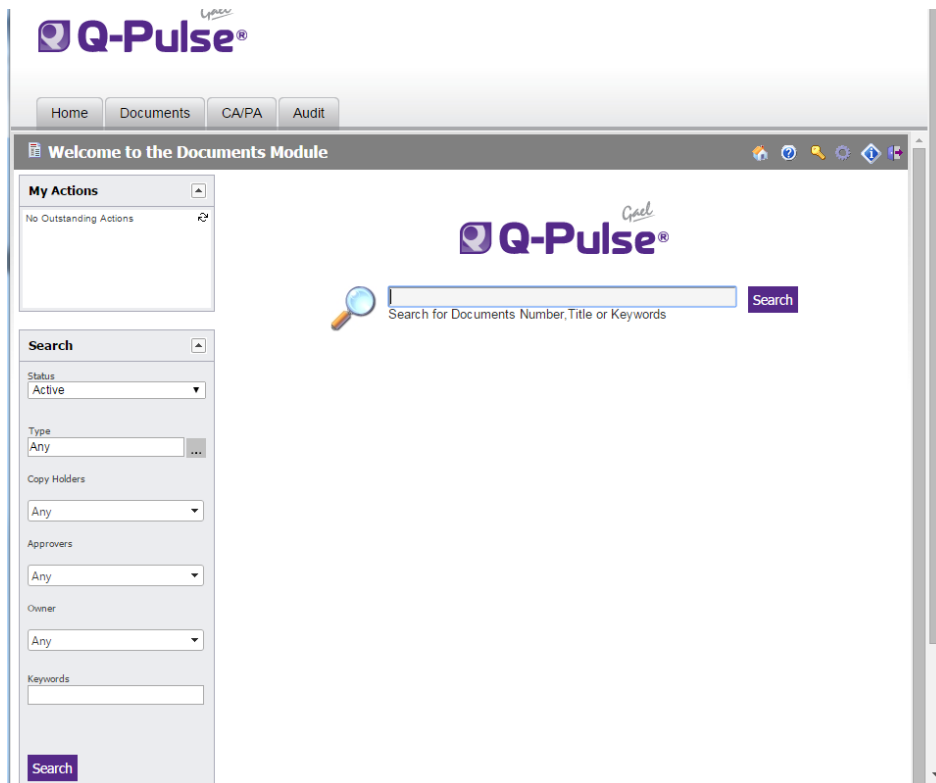 Gael
Q-Pulse®
Home Documents CA/PA Audit
Welcome to the Documents Module
My Actions
No Outstanding Actions
Gael
Q-Pulse®
Search
Search for Documents Number,Title or Keywords
Search
Status
Active
Type
Any ...
Copy Holders
Any
Approvers
Any
Owner
Any
Keywords
Search